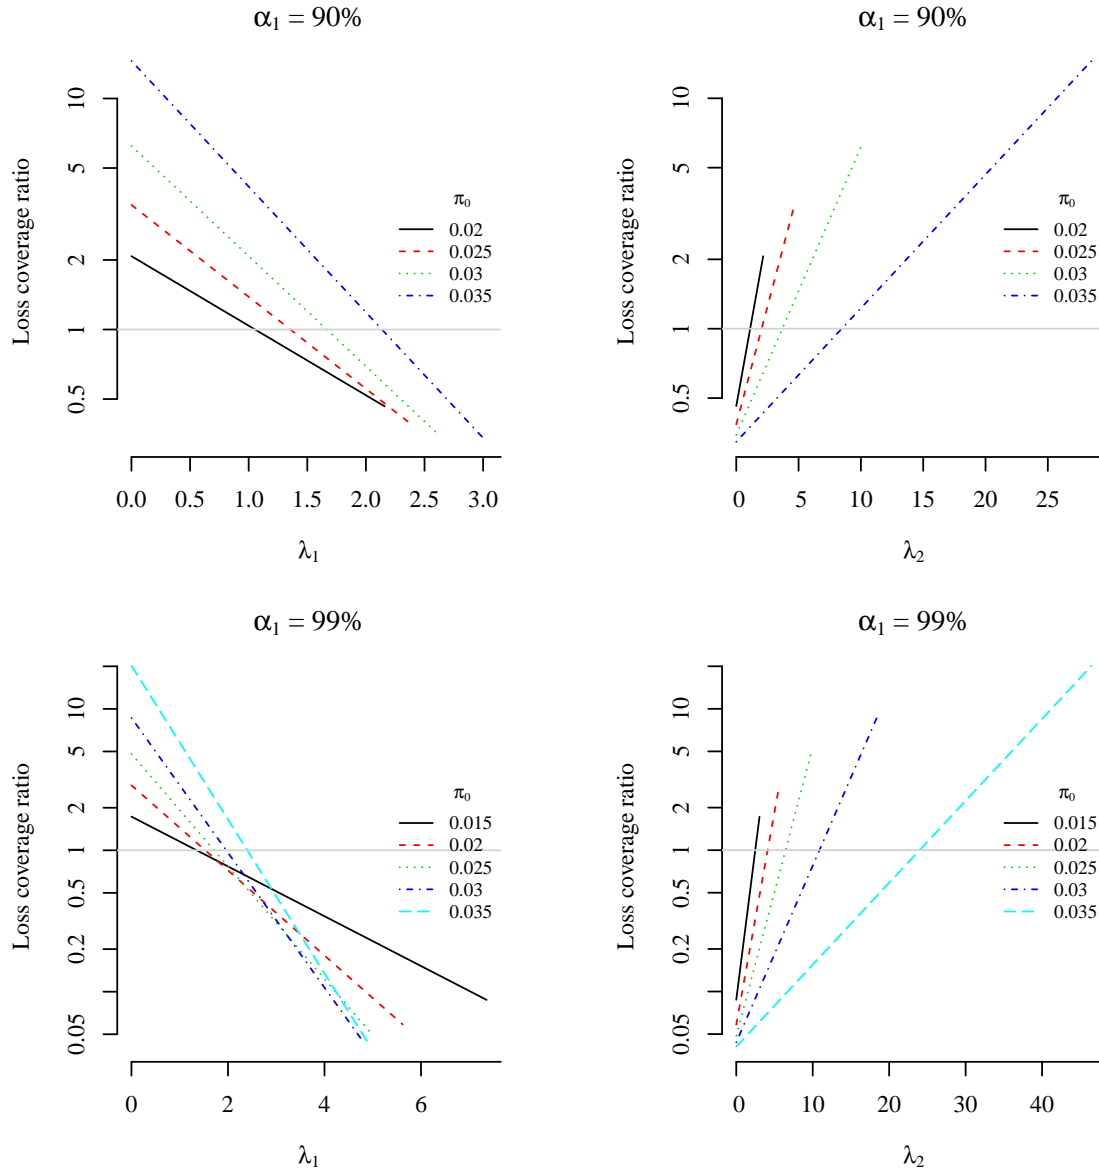 α₁ = 90%
Loss coverage ratio
10
5
2
1
0.5
π₀
0.02
0.025
0.03
0.035
0.0 0.5 1.0 1.5 2.0 2.5 3.0
λ₁
α₁ = 90%
Loss coverage ratio
10
5
2
1
0.5
π₀
0.02
0.025
0.03
0.035
0 5 10 15 20 25
λ₂
α₁ = 99%
Loss coverage ratio
10
5
2
1
0.5
0.2
0.05
π₀
0.015
0.02
0.025
0.03
0.035
0 2 4 6
λ₁
α₁ = 99%
Loss coverage ratio
10
5
2
1
0.5
0.2
0.05
π₀
0.015
0.02
0.025
0.03
0.035
0 10 20 30 40
λ₂